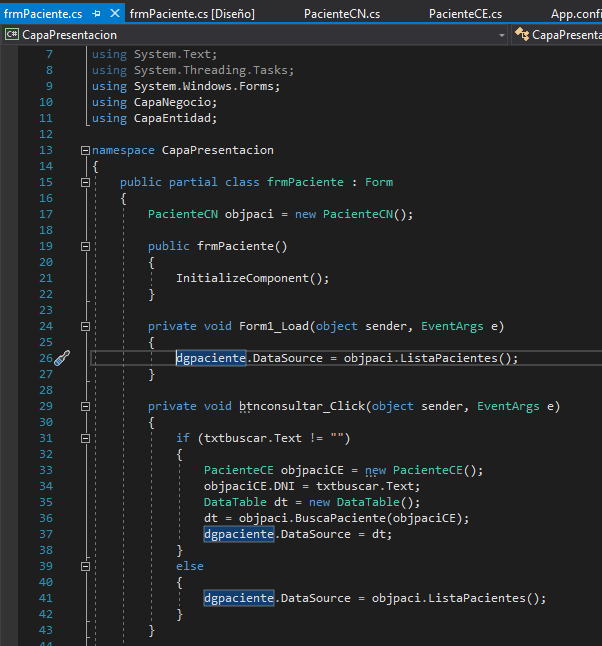 frmPaciente.cs
frmPaciente.cs [Diseño]
PacienteCN.cs
PacienteCE.cs
App.confi
C# CapaPresentacion
CapaPresenta
7 using System.Text;
8 using System.Threading.Tasks;
9 using System.Windows.Forms;
10 using CapaNegocio;
11 using CapaEntidad;
12
13 namespace CapaPresentacion
14 {
15 public partial class frmPaciente : Form
16 {
17 PacienteCN objpaci = new PacienteCN();
18
19 public frmPaciente()
20 {
21 InitializeComponent();
22 }
23
24 private void Form1_Load(object sender, EventArgs e)
25 {
26 dgpaciente.DataSource = objpaci.ListaPacientes();
27 }
28
29 private void btnconsultar_Click(object sender, EventArgs e)
30 {
31 if (txtbuscar.Text != "")
32 {
33 PacienteCE objpaciCE = new PacienteCE();
34 objpaciCE.DNI = txtbuscar.Text;
35 DataTable dt = new DataTable();
36 dt = objpaci.BuscaPaciente(objpaciCE);
37 dgpaciente.DataSource = dt;
38 }
39 else
40 {
41 dgpaciente.DataSource = objpaci.ListaPacientes();
42 }
43 }